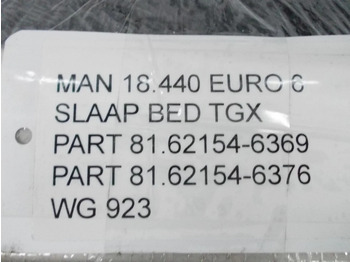 MAN 18.440 EURO 6
SLAAP BED TGX
PART 81.62154-6369
PART 81.62154-6376
WG 923